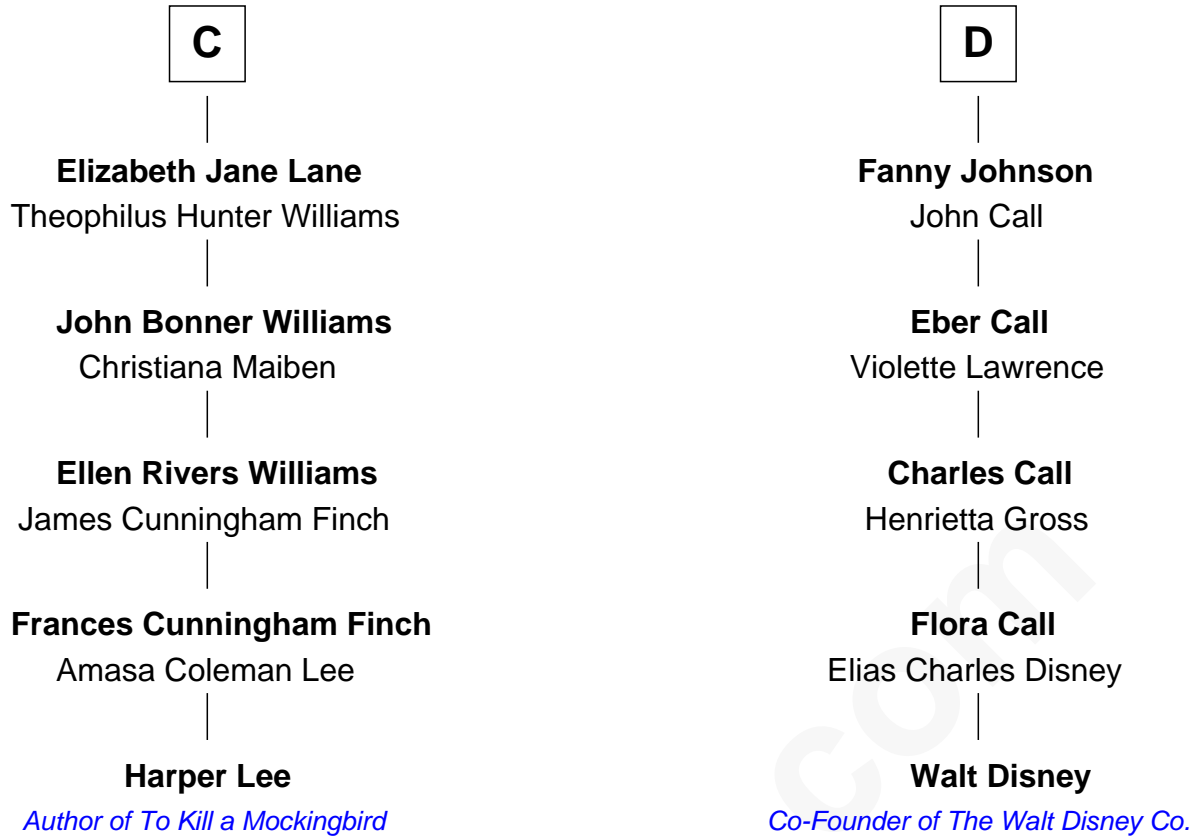 C
Elizabeth Jane Lane
Theophilus Hunter Williams
John Bonner Williams
Christiana Maiben
Ellen Rivers Williams
James Cunningham Finch
Frances Cunningham Finch
Amasa Coleman Lee
Harper Lee
Author of To Kill a Mockingbird
D
Fanny Johnson
John Call
Eber Call
Violette Lawrence
Charles Call
Henrietta Gross
Flora Call
Elias Charles Disney
Walt Disney
Co-Founder of The Walt Disney Co.
com